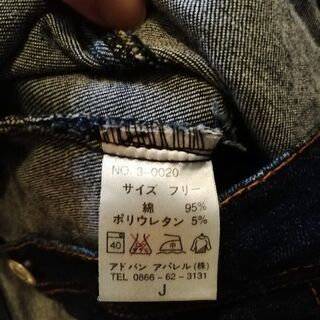 NO. 3-0020
サイズ フリー
綿 95%
ポリウレタン 5%
40
アドバン アパレル(株)
TEL 0866-62-3131
J